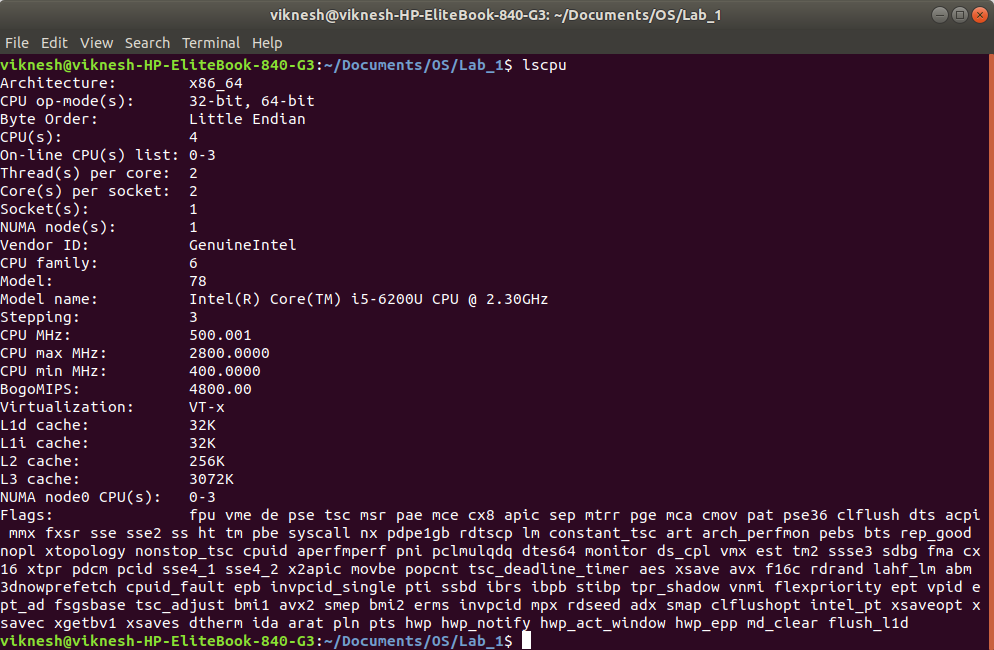 viknesh@viknesh-HP-EliteBook-840-G3: ~/Documents/OS/Lab_1
File Edit View Search Terminal Help
viknesh@viknesh-HP-EliteBook-840-G3:~/Documents/OS/Lab_1$ lscpu
Architecture:        x86_64
CPU op-mode(s):      32-bit, 64-bit
Byte Order:          Little Endian
CPU(s):              4
On-line CPU(s) list: 0-3
Thread(s) per core:  2
Core(s) per socket:  2
Socket(s):           1
NUMA node(s):        1
Vendor ID:           GenuineIntel
CPU family:          6
Model:               78
Model name:          Intel(R) Core(TM) i5-6200U CPU @ 2.30GHz
Stepping:            3
CPU MHz:             500.001
CPU max MHz:         2800.0000
CPU min MHz:         400.0000
BogoMIPS:            4800.00
Virtualization:      VT-x
L1d cache:           32K
L1i cache:           32K
L2 cache:            256K
L3 cache:            3072K
NUMA node0 CPU(s):   0-3
Flags:               fpu vme de pse tsc msr pae mce cx8 apic sep mtrr pge mca cmov pat pse36 clflush dts acpi
 mmx fxsr sse sse2 ss ht tm pbe syscall nx pdpe1gb rdtscp lm constant_tsc art arch_perfmon pebs bts rep_good
nopl xtopology nonstop_tsc cpuid aperfmperf pni pclmulqdq dtes64 monitor ds_cpl vmx est tm2 ssse3 sdbg fma cx
16 xtpr pdcm pcid sse4_1 sse4_2 x2apic movbe popcnt tsc_deadline_timer aes xsave avx f16c rdrand lahf_lm abm
3dnowprefetch cpuid_fault epb invpcid_single pti ssbd ibrs ibpb stibp tpr_shadow vnmi flexpriority ept vpid e
pt_ad fsgsbase tsc_adjust bmi1 avx2 smep bmi2 erms invpcid mpx rdseed adx smap clflushopt intel_pt xsaveopt x
savec xgetbv1 xsaves dtherm ida arat pln pts hwp hwp_notify hwp_act_window hwp_epp md_clear flush_l1d
viknesh@viknesh-HP-EliteBook-840-G3:~/Documents/OS/Lab_1$